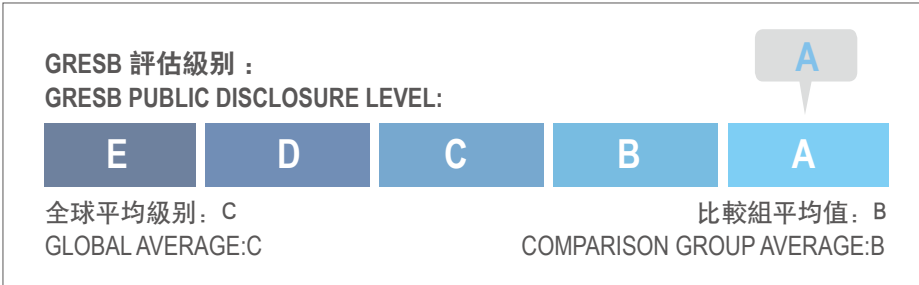 A
GRESB 評估級別：
GRESB PUBLIC DISCLOSURE LEVEL:
E D C B A
全球平均級別：C 比較組平均值：B
GLOBAL AVERAGE:C COMPARISON GROUP AVERAGE:B